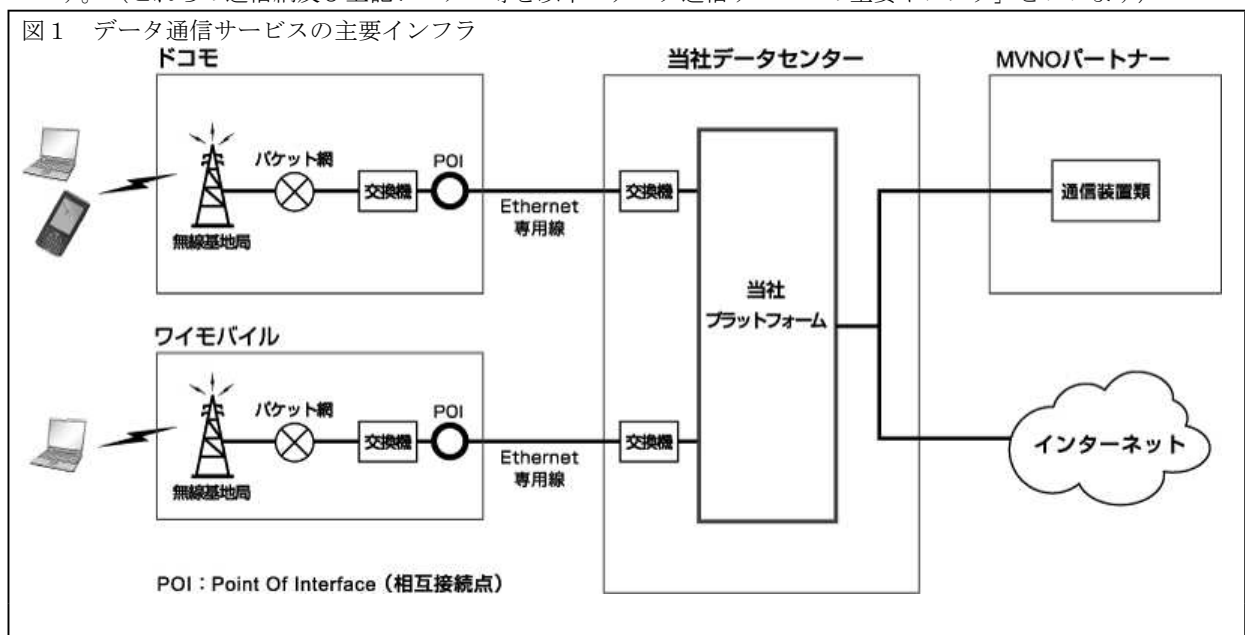 図１　データ通信サービスの主要インフラ
ドコモ
当社データセンター
MVNOパートナー
パケット網
POI
交換機
交換機
通信装置類
Ethernet
専用線
無線基地局
当社
プラットフォーム
ワイモバイル
パケット網
POI
交換機
交換機
インターネット
Ethernet
専用線
無線基地局
POI：Point Of Interface（相互接続点）